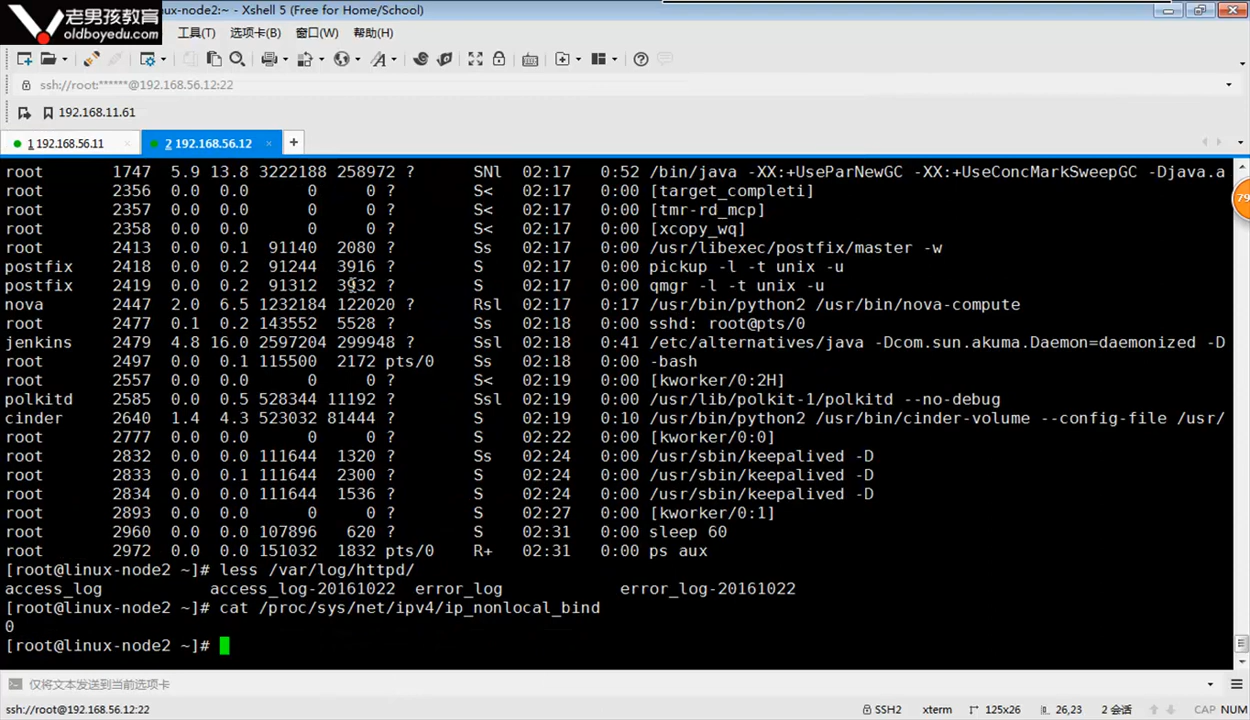 老男孩教育
oldboyedu.com
nux-node2:~ - Xshell 5 (Free for Home/School)
工具(T) 选项卡(B) 窗口(W) 帮助(H)
ssh://root:******@192.168.56.12:22
192.168.11.61
1 192.168.56.11 × 2 192.168.56.12 × +
root 1747 5.9 13.8 3222188 258972 ? SNl 02:17 0:52 /bin/java -XX:+UseParNewGC -XX:+UseConcMarkSweepGC -Djava.a
root 2356 0.0 0.0 0 0 ? S< 02:17 0:00 [target_completi]
root 2357 0.0 0.0 0 0 ? S< 02:17 0:00 [tmr-rd_mcp]
root 2358 0.0 0.0 0 0 ? S< 02:17 0:00 [xcopy_wq]
root 2413 0.0 0.1 91140 2080 ? Ss 02:17 0:00 /usr/libexec/postfix/master -w
postfix 2418 0.0 0.2 91244 3916 ? S 02:17 0:00 pickup -l -t unix -u
postfix 2419 0.0 0.2 91312 3932 ? S 02:17 0:00 qmgr -l -t unix -u
nova 2447 2.0 6.5 1232184 122020 ? Rsl 02:17 0:17 /usr/bin/python2 /usr/bin/nova-compute
root 2477 0.1 0.2 143552 5528 ? Ss 02:18 0:00 sshd: root@pts/0
jenkins 2479 4.8 16.0 2597204 299948 ? Ssl 02:18 0:41 /etc/alternatives/java -Dcom.sun.akuma.Daemon=daemonized -D
root 2497 0.0 0.1 115500 2172 pts/0 Ss 02:18 0:00 -bash
root 2557 0.0 0.0 0 0 ? S< 02:19 0:00 [kworker/0:2H]
polkitd 2585 0.0 0.5 528344 11192 ? Ssl 02:19 0:00 /usr/lib/polkit-1/polkitd --no-debug
cinder 2640 1.4 4.3 523032 81444 ? S 02:19 0:10 /usr/bin/python2 /usr/bin/cinder-volume --config-file /usr/
root 2777 0.0 0.0 0 0 ? S 02:22 0:00 [kworker/0:0]
root 2832 0.0 0.0 111644 1320 ? Ss 02:24 0:00 /usr/sbin/keepalived -D
root 2833 0.0 0.1 111644 2300 ? S 02:24 0:00 /usr/sbin/keepalived -D
root 2834 0.0 0.0 111644 1536 ? S 02:24 0:00 /usr/sbin/keepalived -D
root 2893 0.0 0.0 0 0 ? S 02:27 0:00 [kworker/0:1]
root 2960 0.0 0.0 107896 620 ? S 02:31 0:00 sleep 60
root 2972 0.0 0.0 151032 1832 pts/0 R+ 02:31 0:00 ps aux
[root@linux-node2 ~]# less /var/log/httpd/
access_log access_log-20161022 error_log error_log-20161022
[root@linux-node2 ~]# cat /proc/sys/net/ipv4/ip_nonlocal_bind
0
[root@linux-node2 ~]#
79
仅将文本发送到当前选项卡
ssh://root@192.168.56.12:22 SSH2 xterm 125x26 26,23 2 会话 CAP NUM